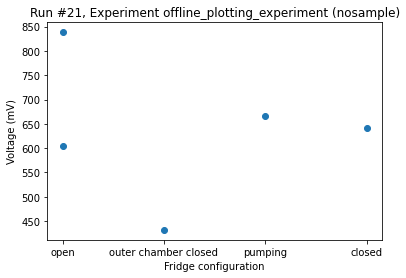 Run #21, Experiment offline_plotting_experiment (nosample)
850
800
750
700
650
600
550
500
450
Voltage (mV)
open outer chamber closed pumping closed
Fridge configuration